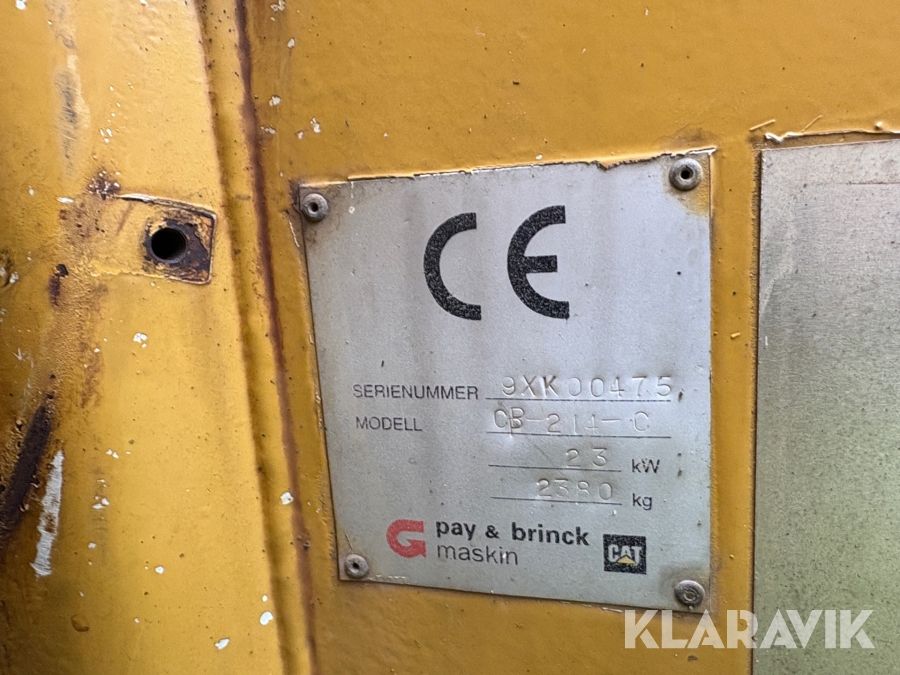 CE
SERIENUMMER 9XK00475
MODELL CB-214-C
23 kW
2380 kg
G pay & brinck
maskin
CAT
KLARAVIK